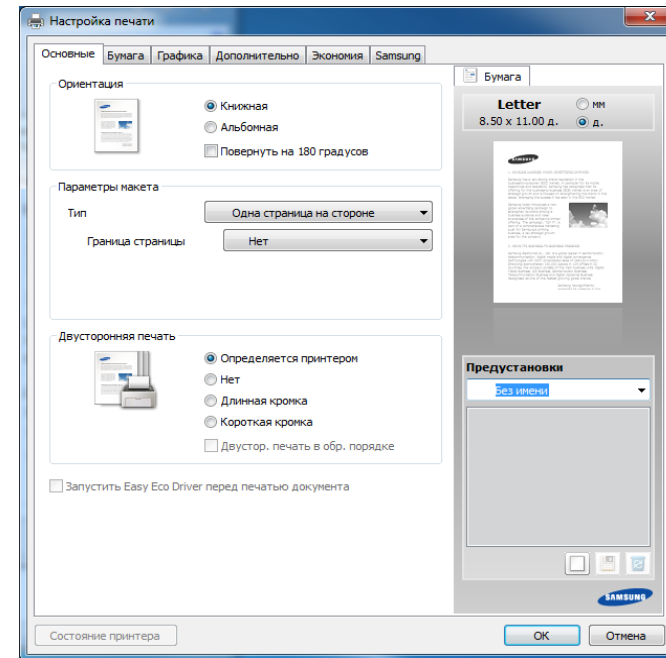 Настройка печати
Основные Бумага Графика Дополнительно Экономия Samsung
Ориентация
Книжная
Альбомная
Повернуть на 180 градусов
Параметры макета
Тип Одна страница на стороне
Граница страницы Нет
Двусторонняя печать
Определяется принтером
Нет
Длинная кромка
Короткая кромка
Двустор. печать в обр. порядке
Запустить Easy Eco Driver перед печатью документа
Бумага
Letter мм
8.50 x 11.00 д. д.
SAMSUNG
Предустановки
Без имени
SAMSUNG
Состояние принтера OK Отмена